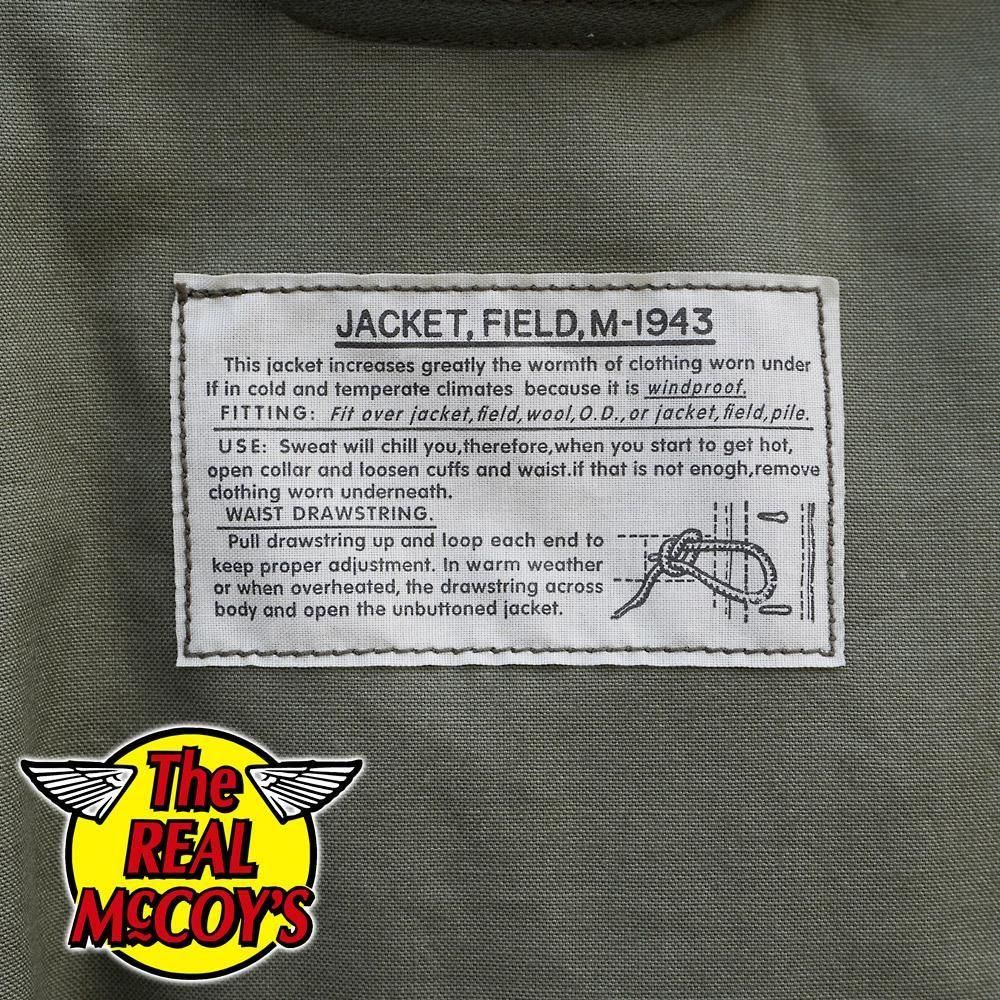 JACKET, FIELD, M-1943
This jacket increases greatly the wormth of clothing worn under
If in cold and temperate climates because it is windproof.
FITTING: Fit over jacket,field,wool,O.D.,or jacket,field,pile.
USE: Sweat will chill you,therefore,when you start to get hot,
open collar and loosen cuffs and waist.if that is not enogh,remove
clothing worn underneath.
WAIST DRAWSTRING.
Pull drawstring up and loop each end to
keep proper adjustment. In warm weather
or when overheated, the drawstring across
body and open the unbuttoned jacket.
The
REAL
McCOY'S